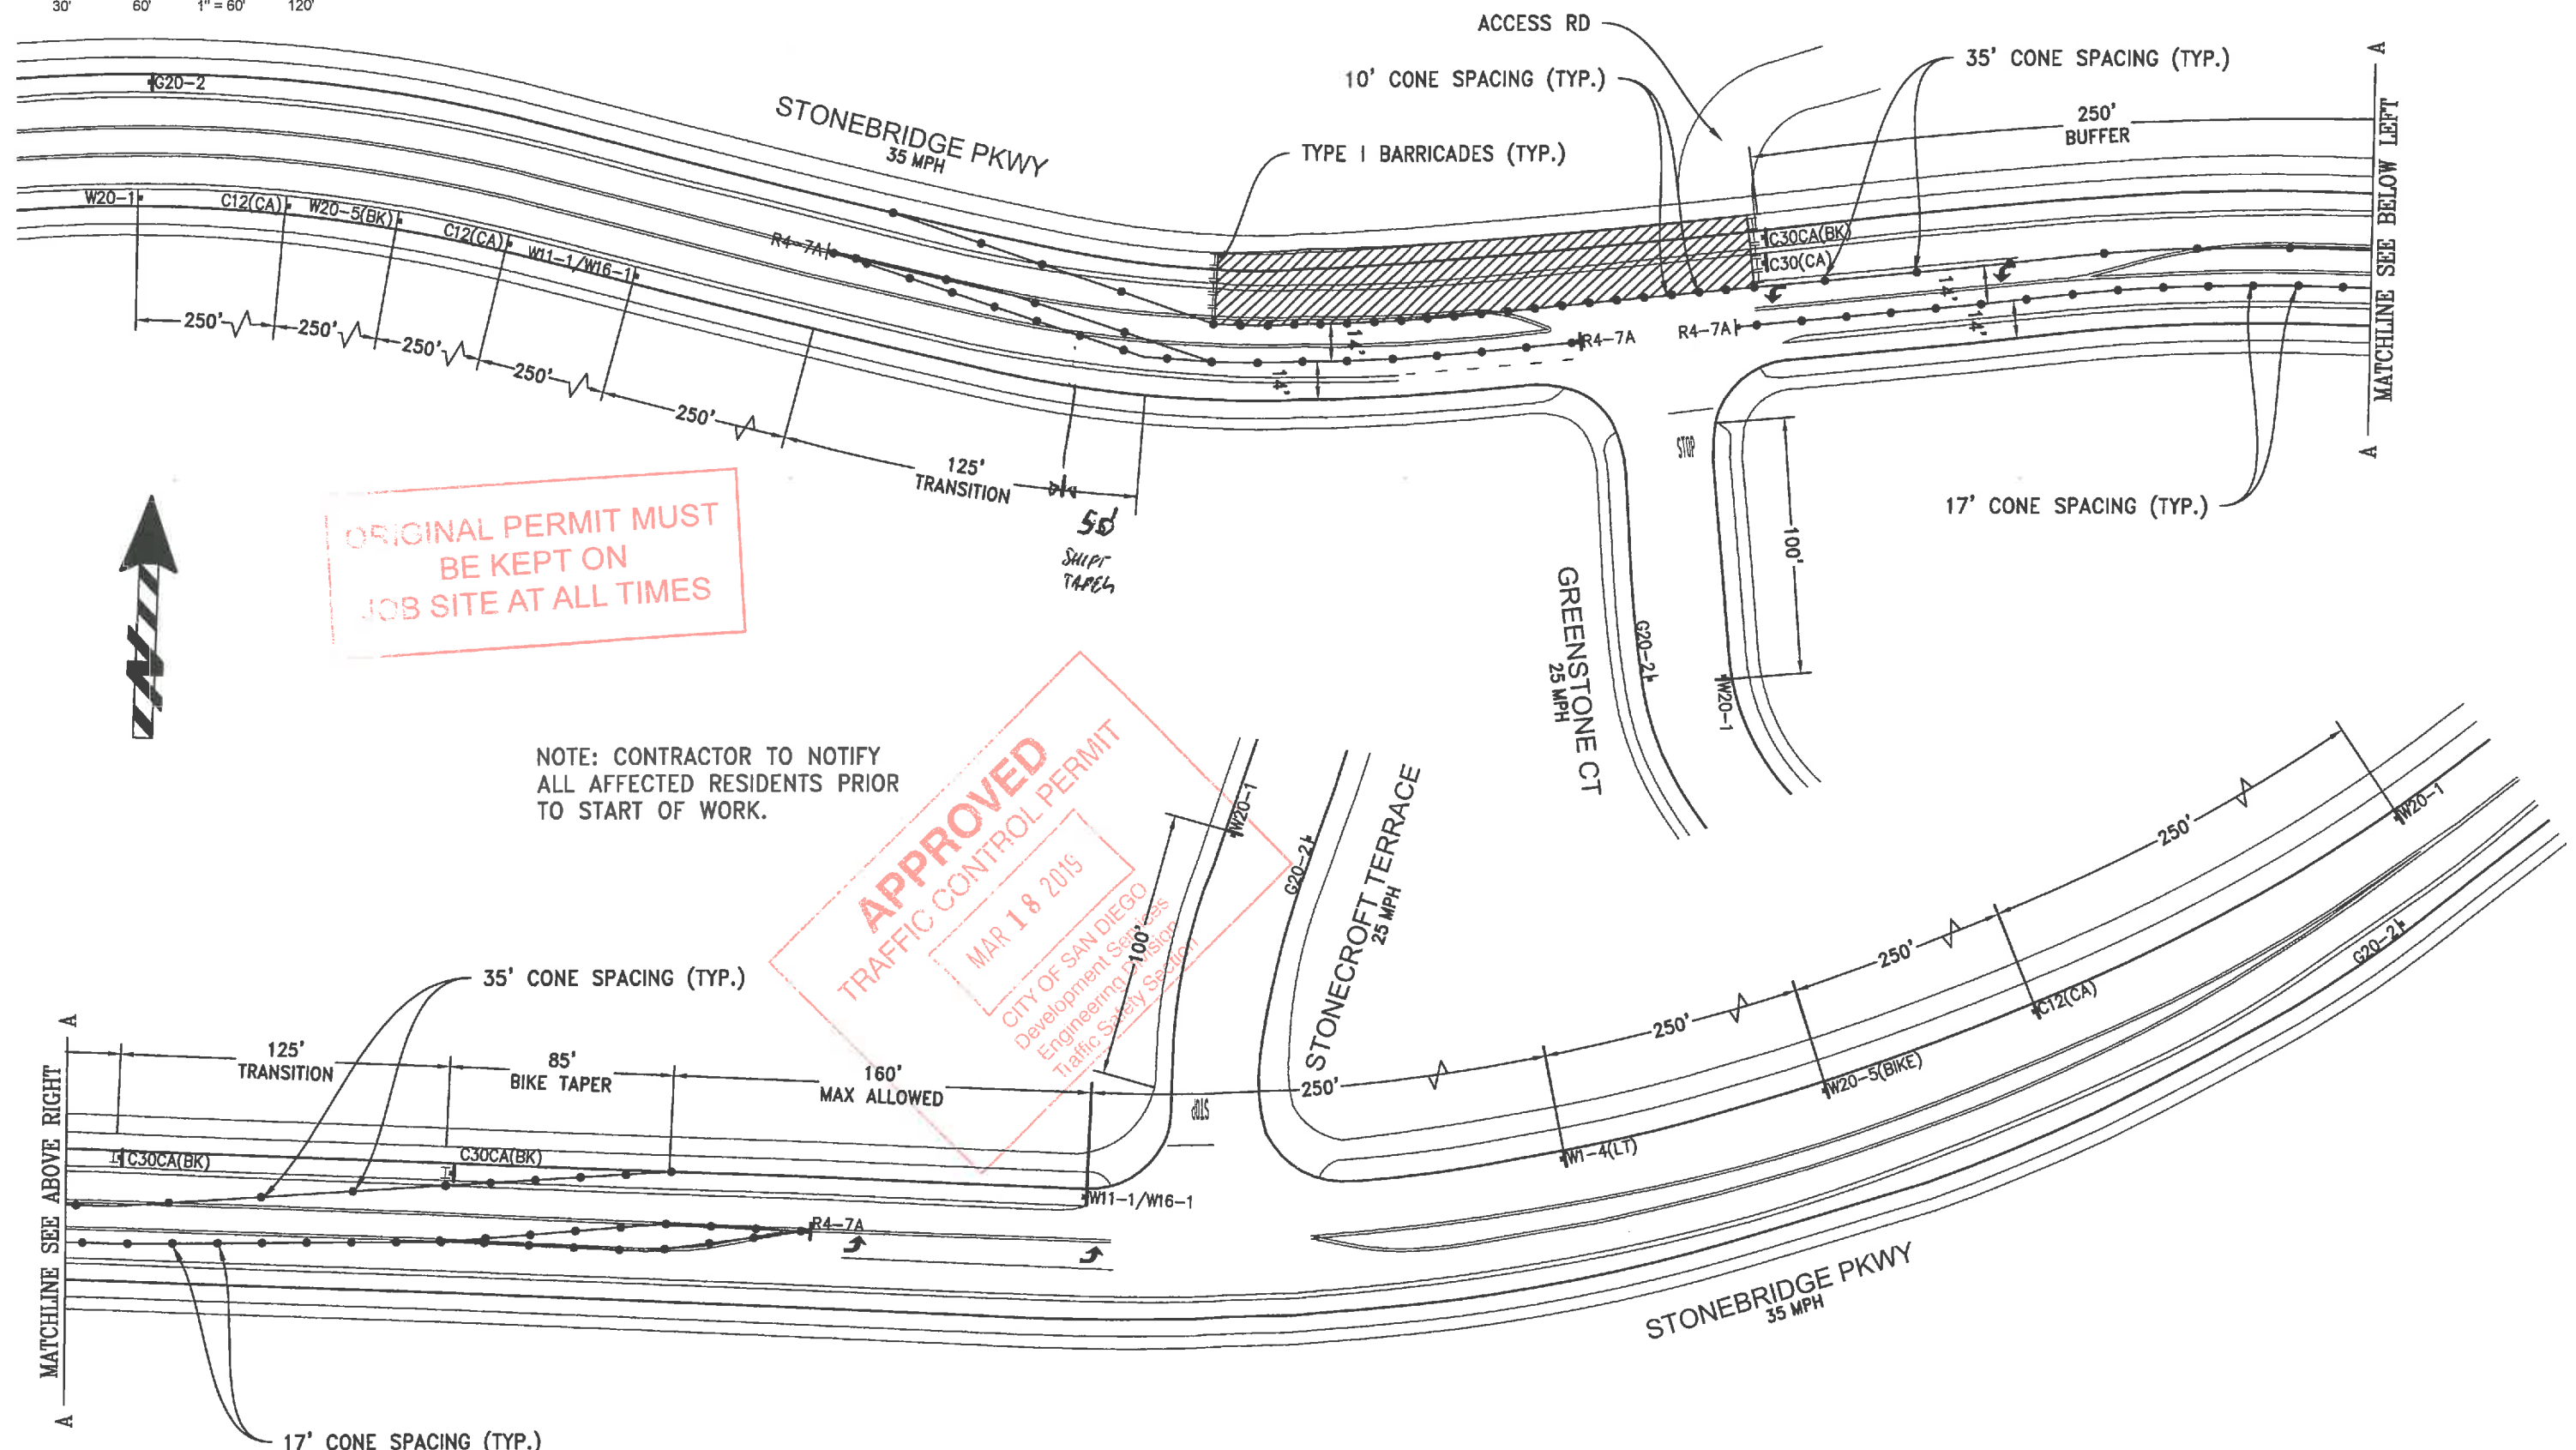 30' 60' 1" = 60' 120'
G20-2
STONEBRIDGE PKWY
35 MPH
ACCESS RD
10' CONE SPACING (TYP.)
TYPE I BARRICADES (TYP.)
35' CONE SPACING (TYP.)
250'
BUFFER
A
MATCHLINE SEE BELOW LEFT
A
W20-1
C12(CA)
W20-5(BK)
C12(CA)
W11-1/W16-1
R4-7A
C30CA(BK)
C30(CA)
14'
14'
R4-7A
R4-7A
14'
14'
250'
250'
250'
250'
250'
125'
TRANSITION
50'
SHIFT
TAPER
STOP
100'
17' CONE SPACING (TYP.)
ORIGINAL PERMIT MUST
BE KEPT ON
JOB SITE AT ALL TIMES
N
GREENSTONE CT
25 MPH
G20-2
W20-1
NOTE: CONTRACTOR TO NOTIFY
ALL AFFECTED RESIDENTS PRIOR
TO START OF WORK.
APPROVED
TRAFFIC CONTROL PERMIT
MAR 18 2019
CITY OF SAN DIEGO
Development Services
Engineering Division
Traffic Safety Section
W20-1
G20-2
100'
STONECROFT TERRACE
25 MPH
STOP
35' CONE SPACING (TYP.)
A
MATCHLINE SEE ABOVE RIGHT
A
125'
TRANSITION
85'
BIKE TAPER
160'
MAX ALLOWED
250'
250'
250'
250'
C30CA(BK)
C30CA(BK)
W11-1/W16-1
R4-7A
W1-4(LT)
W20-5(BIKE)
C12(CA)
W20-1
G20-2
STONEBRIDGE PKWY
35 MPH
17' CONE SPACING (TYP.)